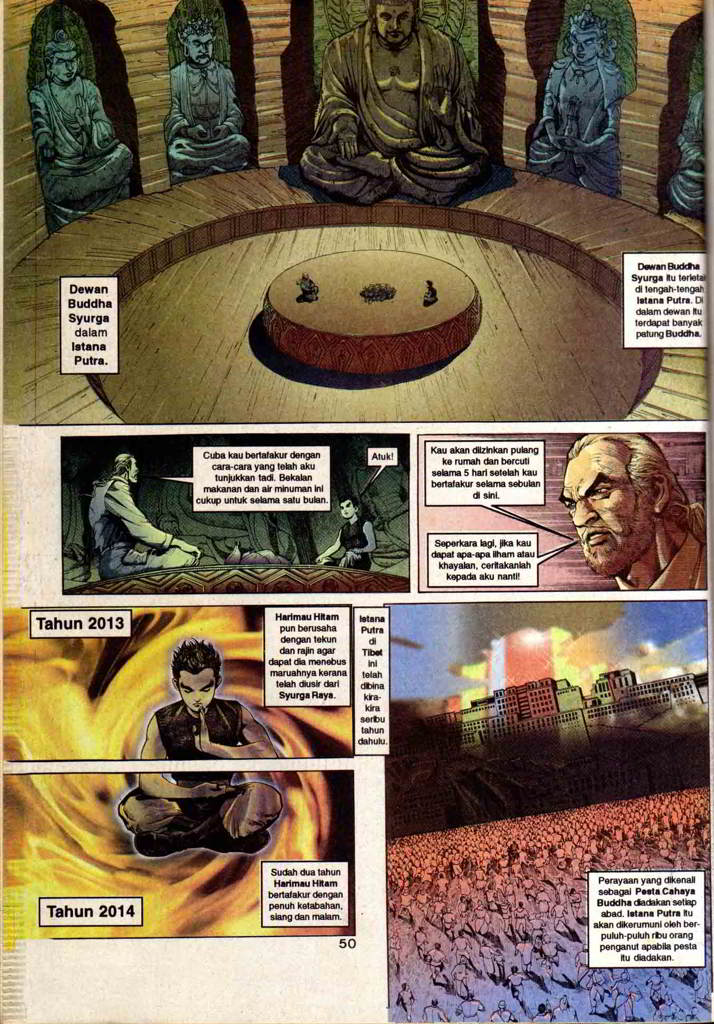 Dewan
Buddha
Syurga
dalam
Istana
Putra.
Dewan Buddha
Syurga itu terletak
di tengah-tengah
Istana Putra. Di
dalam dewan itu
terdapat banyak
patung Buddha.
Cuba kau bertafakur dengan
cara-cara yang telah aku
tunjukkan tadi. Bekalan
makanan dan air minuman ini
cukup untuk selama satu bulan.
Atuk!
Kau akan diizinkan pulang
ke rumah dan bercuti
selama 5 hari setelah kau
bertafakur selama sebulan
di sini.
Seperkara lagi, jika kau
dapat apa-apa ilham atau
khayalan, ceritakanlah
kepada aku nanti!
Tahun 2013
Harimau Hitam
pun berusaha
dengan tekun
dan rajin agar
dapat dia menebus
maruahnya kerana
telah diusir dari
Syurga Raya.
Istana
Putra
di
Tibet
ini
telah
dibina
kira-
kira
seribu
tahun
dahulu.
Sudah dua tahun
Harimau Hitam
bertafakur dengan
penuh ketabahan,
siang dan malam.
Tahun 2014
Perayaan yang dikenali
sebagai Pesta Cahaya
Buddha diadakan setiap
abad. Istana Putra itu
akan dikerumuni oleh ber-
puluh-puluh ribu orang
penganut apabila pesta
itu diadakan.
50